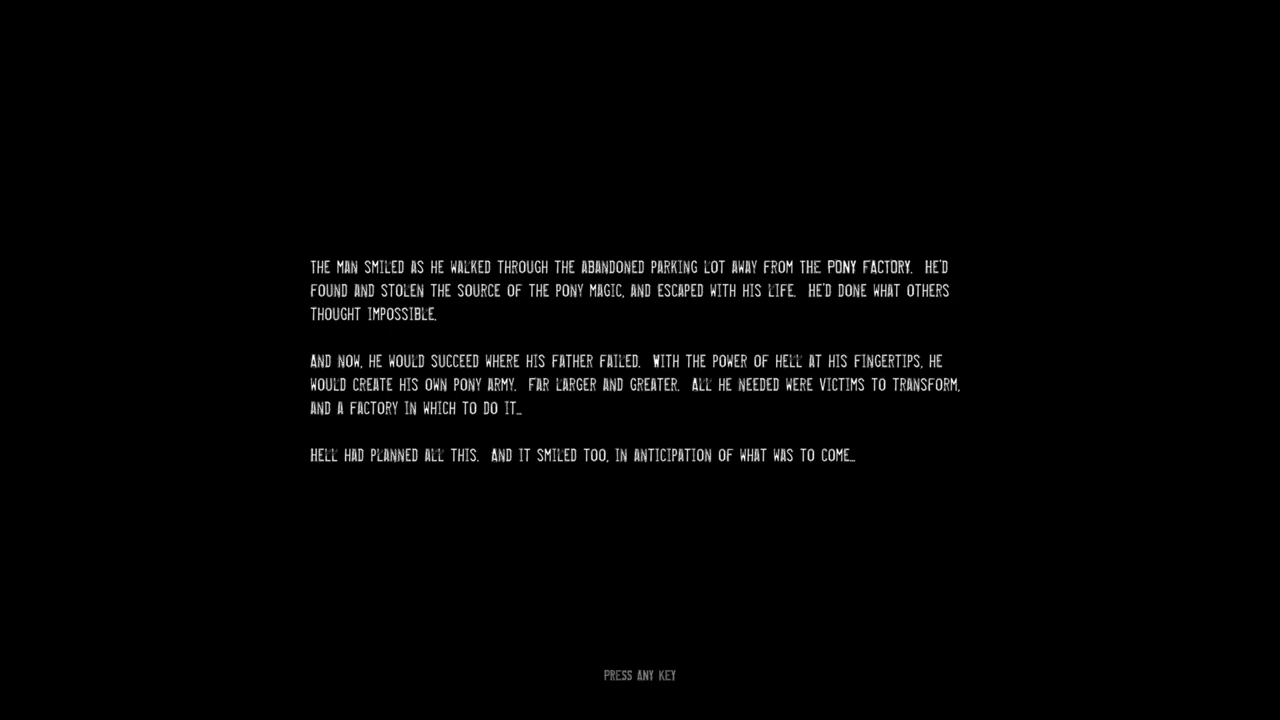 THE MAN SMILED AS HE WALKED THROUGH THE ABANDONED PARKING LOT AWAY FROM THE PONY FACTORY. HE'D
FOUND AND STOLEN THE SOURCE OF THE PONY MAGIC, AND ESCAPED WITH HIS LIFE. HE'D DONE WHAT OTHERS
THOUGHT IMPOSSIBLE.
AND NOW, HE WOULD SUCCEED WHERE HIS FATHER FAILED. WITH THE POWER OF HELL AT HIS FINGERTIPS, HE
WOULD CREATE HIS OWN PONY ARMY. FAR LARGER AND GREATER. ALL HE NEEDED WERE VICTIMS TO TRANSFORM,
AND A FACTORY IN WHICH TO DO IT...
HELL HAD PLANNED ALL THIS. AND IT SMILED TOO, IN ANTICIPATION OF WHAT WAS TO COME...
PRESS ANY KEY